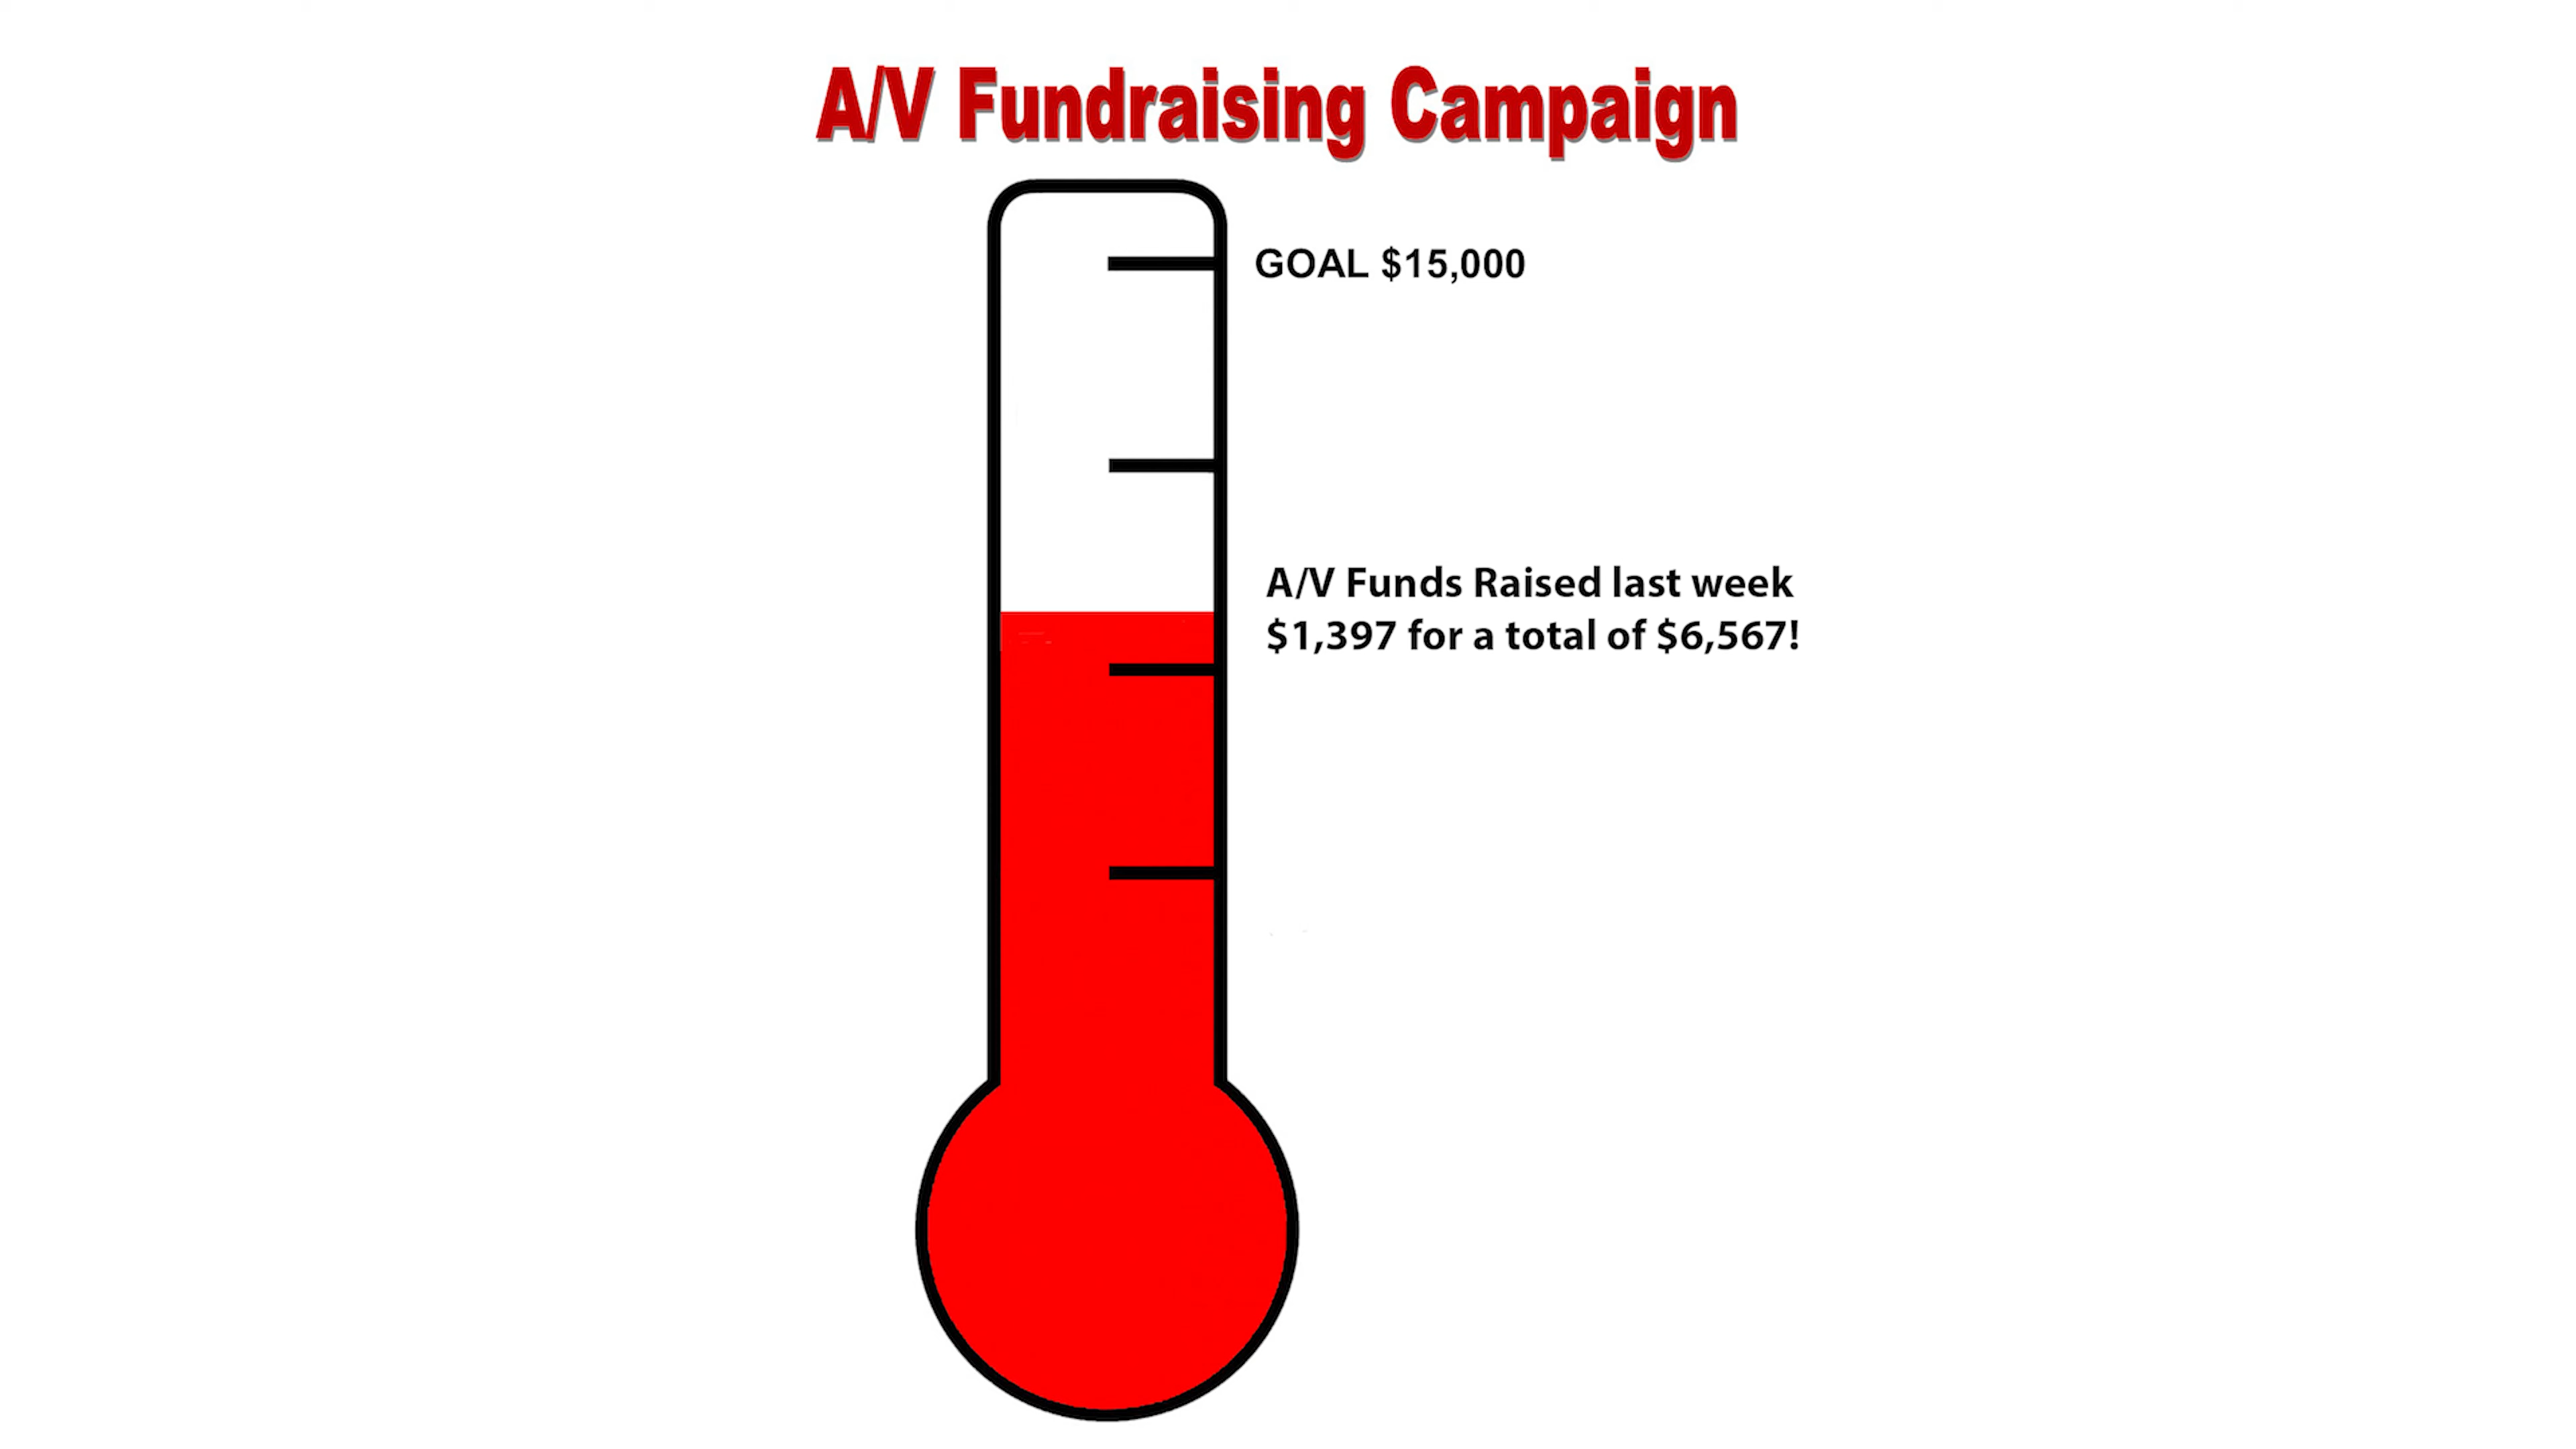 A/V Fundraising Campaign
GOAL $15,000
A/V Funds Raised last week
$1,397 for a total of $6,567!